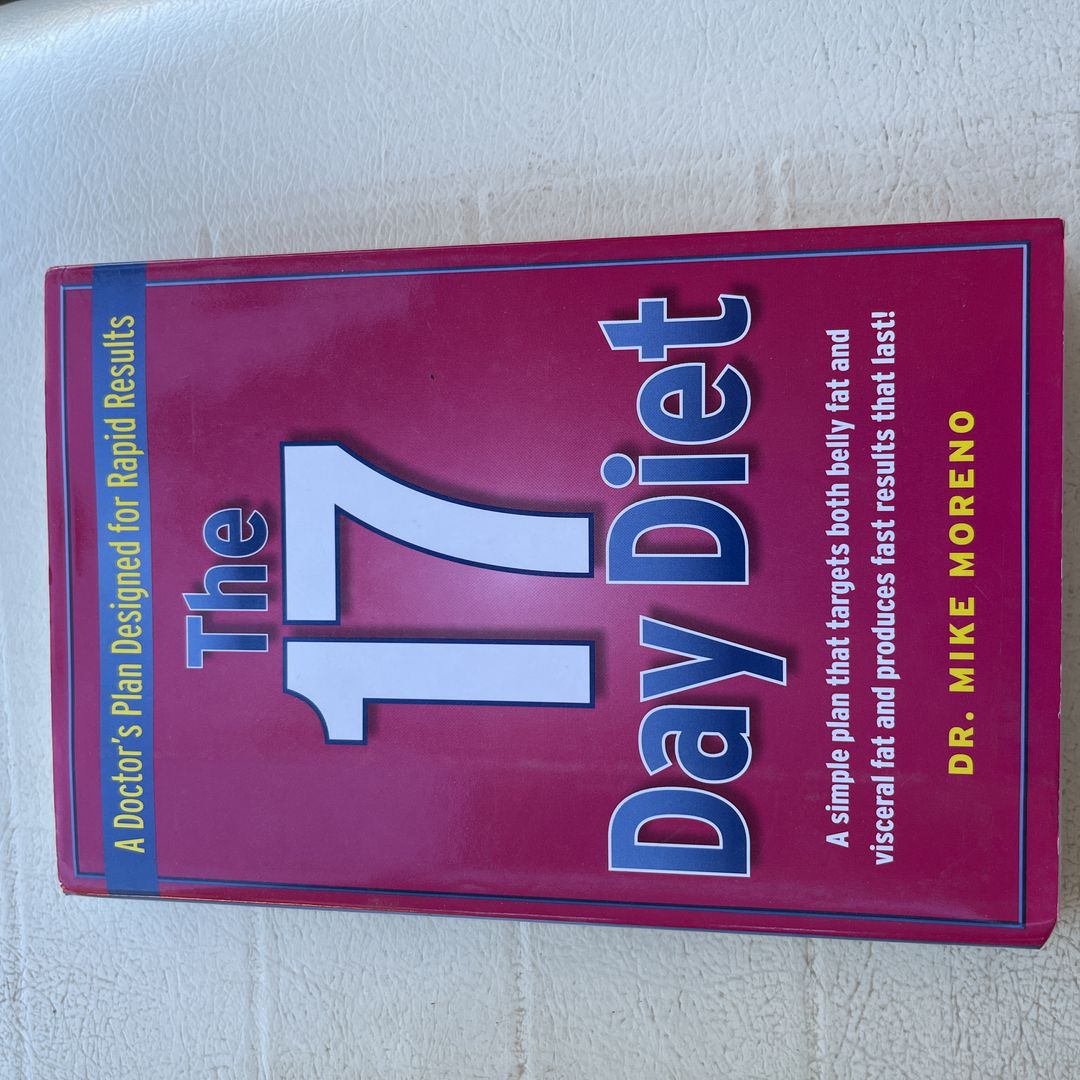 A Doctor's Plan Designed for Rapid Results
The
17
Day Diet
A simple plan that targets both belly fat and
visceral fat and produces fast results that last!
DR. MIKE MORENO